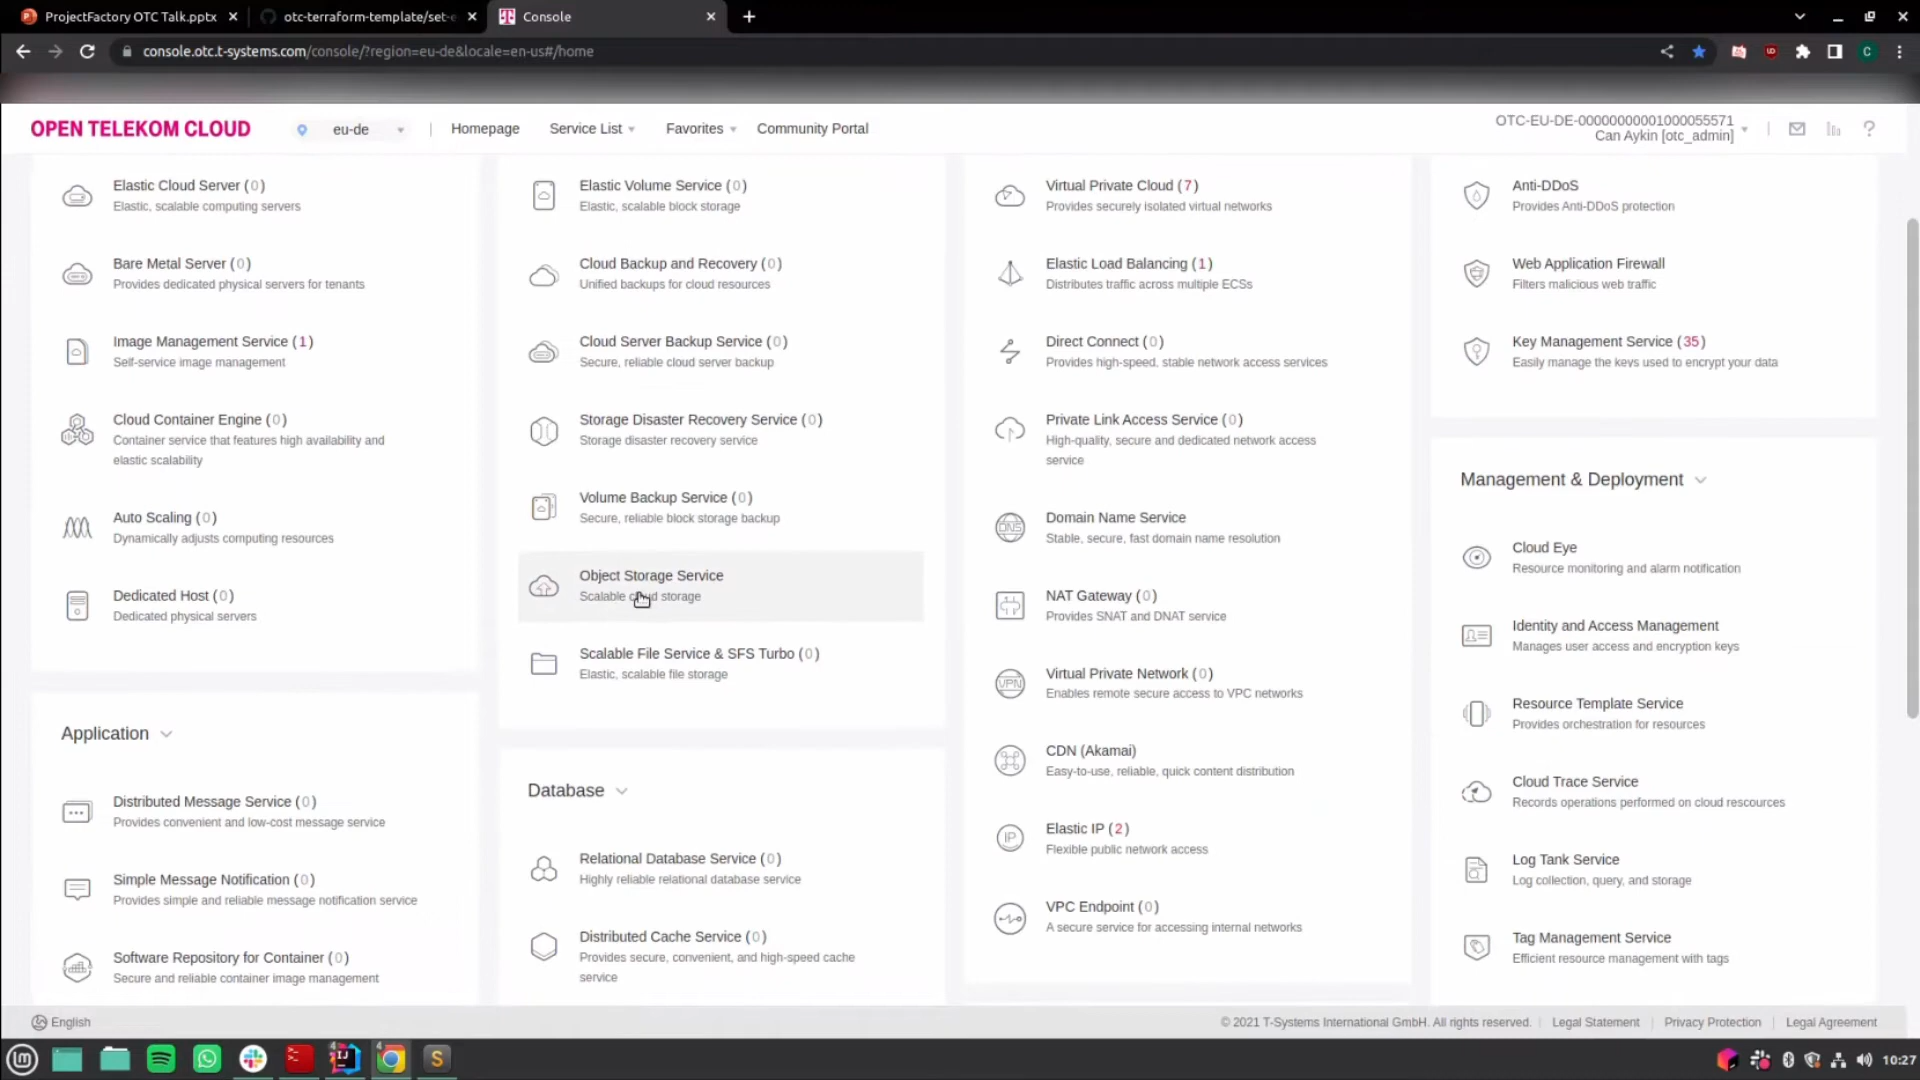 ProjectFactory OTC Talk.pptx
otc-terraform-template/set-e
Console
console.otc.t-systems.com/console/?region=eu-de&locale=en-us#/home
OPEN TELEKOM CLOUD
eu-de
Homepage
Service List
Favorites
Community Portal
OTC-EU-DE-00000000001000055571
Can Aykin [otc_admin]
Elastic Cloud Server (0)
Elastic, scalable computing servers
Bare Metal Server (0)
Provides dedicated physical servers for tenants
Image Management Service (1)
Self-service image management
Cloud Container Engine (0)
Container service that features high availability and
elastic scalability
Auto Scaling (0)
Dynamically adjusts computing resources
Dedicated Host (0)
Dedicated physical servers
Application
Distributed Message Service (0)
Provides convenient and low-cost message service
Simple Message Notification (0)
Provides simple and reliable message notification service
Software Repository for Container (0)
Secure and reliable container image management
Elastic Volume Service (0)
Elastic, scalable block storage
Cloud Backup and Recovery (0)
Unified backups for cloud resources
Cloud Server Backup Service (0)
Secure, reliable cloud server backup
Storage Disaster Recovery Service (0)
Storage disaster recovery service
Volume Backup Service (0)
Secure, reliable block storage backup
Object Storage Service
Scalable cloud storage
Scalable File Service & SFS Turbo (0)
Elastic, scalable file storage
Database
Relational Database Service (0)
Highly reliable relational database service
Distributed Cache Service (0)
Provides secure, convenient, and high-speed cache
service
Virtual Private Cloud (7)
Provides securely isolated virtual networks
Elastic Load Balancing (1)
Distributes traffic across multiple ECSs
Direct Connect (0)
Provides high-speed, stable network access services
Private Link Access Service (0)
High-quality, secure and dedicated network access
service
DNS
Domain Name Service
Stable, secure, fast domain name resolution
NAT Gateway (0)
Provides SNAT and DNAT service
VPN
Virtual Private Network (0)
Enables remote secure access to VPC networks
CDN (Akamai)
Easy-to-use, reliable, quick content distribution
IP
Elastic IP (2)
Flexible public network access
VPC Endpoint (0)
A secure service for accessing internal networks
Anti-DDoS
Provides Anti-DDoS protection
Web Application Firewall
Filters malicious web traffic
Key Management Service (35)
Easily manage the keys used to encrypt your data
Management & Deployment
Cloud Eye
Resource monitoring and alarm notification
Identity and Access Management
Manages user access and encryption keys
Resource Template Service
Provides orchestration for resources
Cloud Trace Service
Records operations performed on cloud rescources
Log Tank Service
Log collection, query, and storage
Tag Management Service
Efficient resource management with tags
English
© 2021 T-Systems International GmbH. All rights reserved.
Legal Statement
Privacy Protection
Legal Agreement
10:27